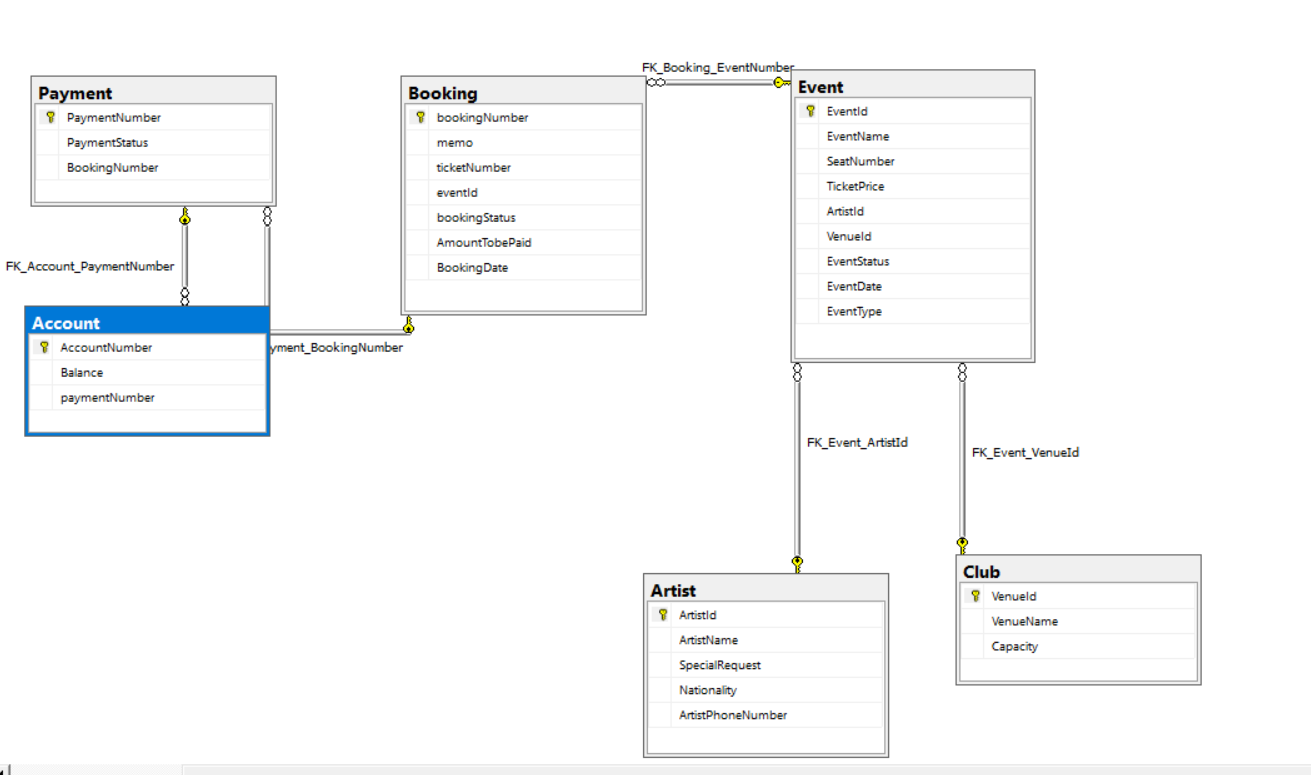 FK_Booking_EventNumber
Payment
PaymentNumber
PaymentStatus
BookingNumber
Booking
bookingNumber
memo
ticketNumber
eventId
bookingStatus
AmountTobePaid
BookingDate
Event
EventId
EventName
SeatNumber
TicketPrice
ArtistId
VenueId
EventStatus
EventDate
EventType
FK_Account_PaymentNumber
Account
AccountNumber
Balance
paymentNumber
yment_BookingNumber
FK_Event_ArtistId
FK_Event_VenueId
Artist
ArtistId
ArtistName
SpecialRequest
Nationality
ArtistPhoneNumber
Club
VenueId
VenueName
Capacity